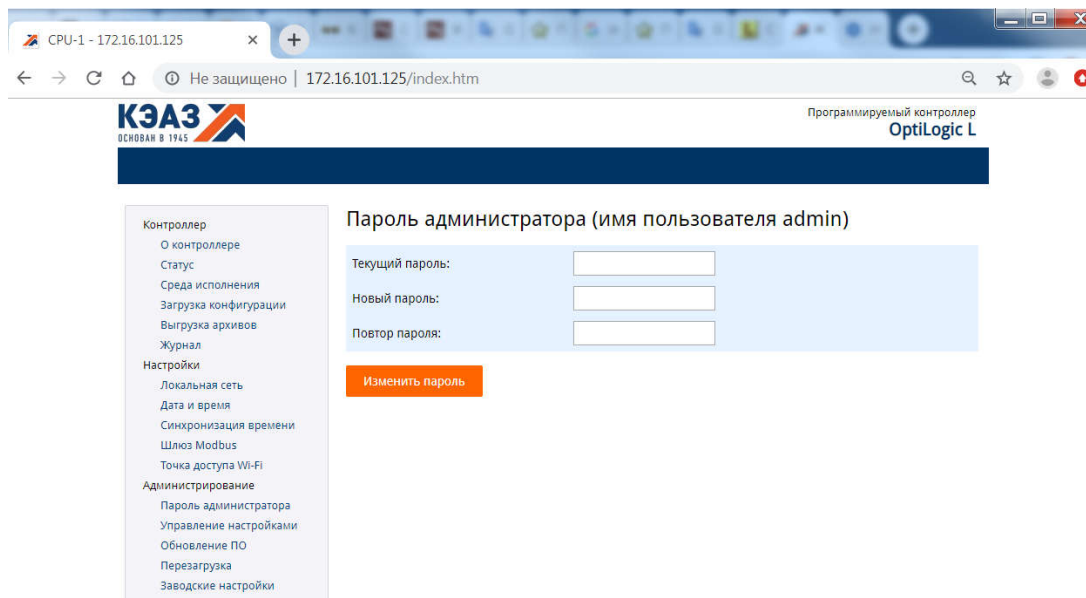 CPU-1 - 172.16.101.125
Не защищено | 172.16.101.125/index.htm
КЭАЗ
ОСНОВАН В 1945
Программируемый контроллер
OptiLogic L
Контроллер
О контроллере
Статус
Среда исполнения
Загрузка конфигурации
Выгрузка архивов
Журнал
Настройки
Локальная сеть
Дата и время
Синхронизация времени
Шлюз Modbus
Точка доступа Wi-Fi
Администрирование
Пароль администратора
Управление настройками
Обновление ПО
Перезагрузка
Заводские настройки
Пароль администратора (имя пользователя admin)
Текущий пароль:
Новый пароль:
Повтор пароля:
Изменить пароль